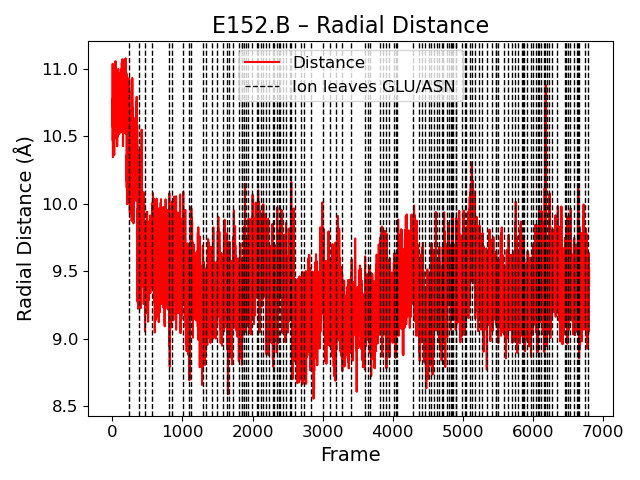 E152.B – Radial Distance
Distance
Ion leaves GLU/ASN
Radial Distance (Å)
11.0
10.5
10.0
9.5
9.0
8.5
0 1000 2000 3000 4000 5000 6000 7000
Frame